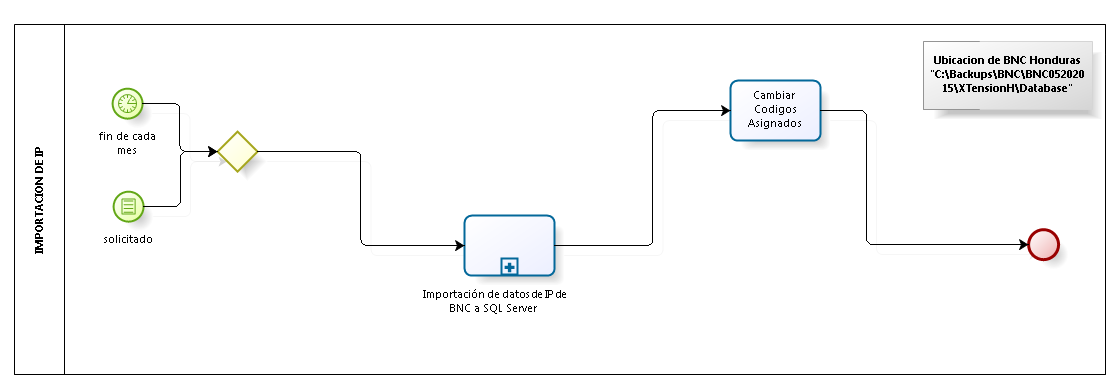 IMPORTACION DE IP
fin de cada
mes
solicitado
Importación de datos de IP de
BNC a SQL Server
Cambiar
Codigos
Asignados
Ubicacion de BNC Honduras
"C:\Backups\BNC\BNC052020
15\XTensionH\Database"